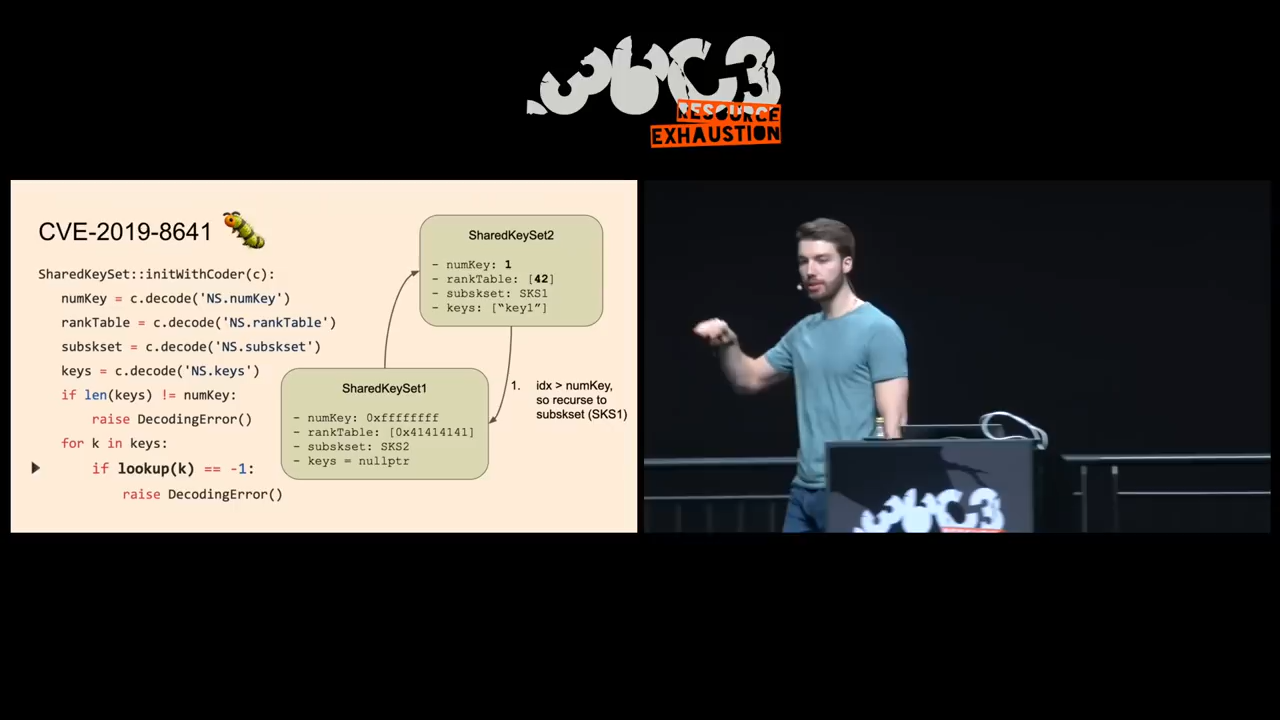 36C3
RESOURCE
EXHAUSTION
CVE-2019-8641
SharedKeySet::initWithCoder(c):
numKey = c.decode('NS.numKey')
rankTable = c.decode('NS.rankTable')
subskset = c.decode('NS.subskset')
keys = c.decode('NS.keys')
if len(keys) != numKey:
raise DecodingError()
for k in keys:
if lookup(k) == -1:
raise DecodingError()
SharedKeySet2
- numKey: 1
- rankTable: [42]
- subskset: SKS1
- keys: [“key1”]
SharedKeySet1
- numKey: 0xffffffff
- rankTable: [0x41414141]
- subskset: SKS2
- keys = nullptr
1. idx > numKey,
so recurse to
subskset (SKS1)
36C3